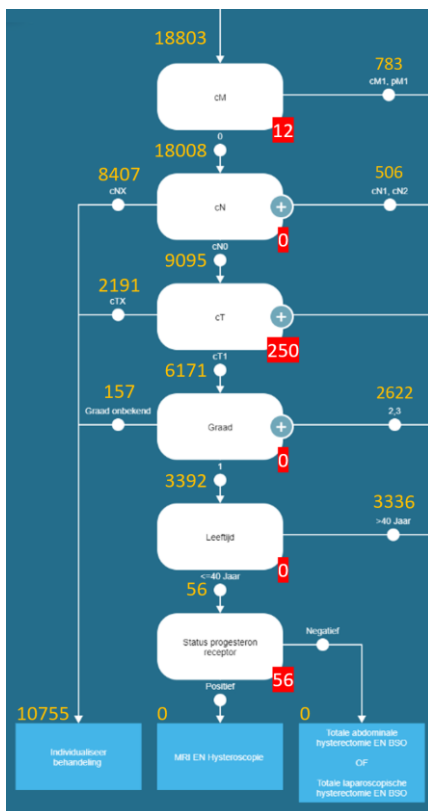 18803
783
cM1, pM1
cM
12
0
18008
8407
cNX
506
cN1, cN2
cN
+
0
cN0
9095
2191
cTX
cT
+
250
cT1
6171
157
Graad onbekend
2622
2,3
Graad
+
0
1
3392
3336
>40 Jaar
Leeftijd
0
<=40 Jaar
56
Status progesteron
receptor
Negatief
56
Positief
10755
0
0
Individualiseer
behandeling
MRI EN Hysteroscopie
Totale abdominale
hysterectomie EN BSO
OF
Totale laparoscopische
hysterectomie EN BSO